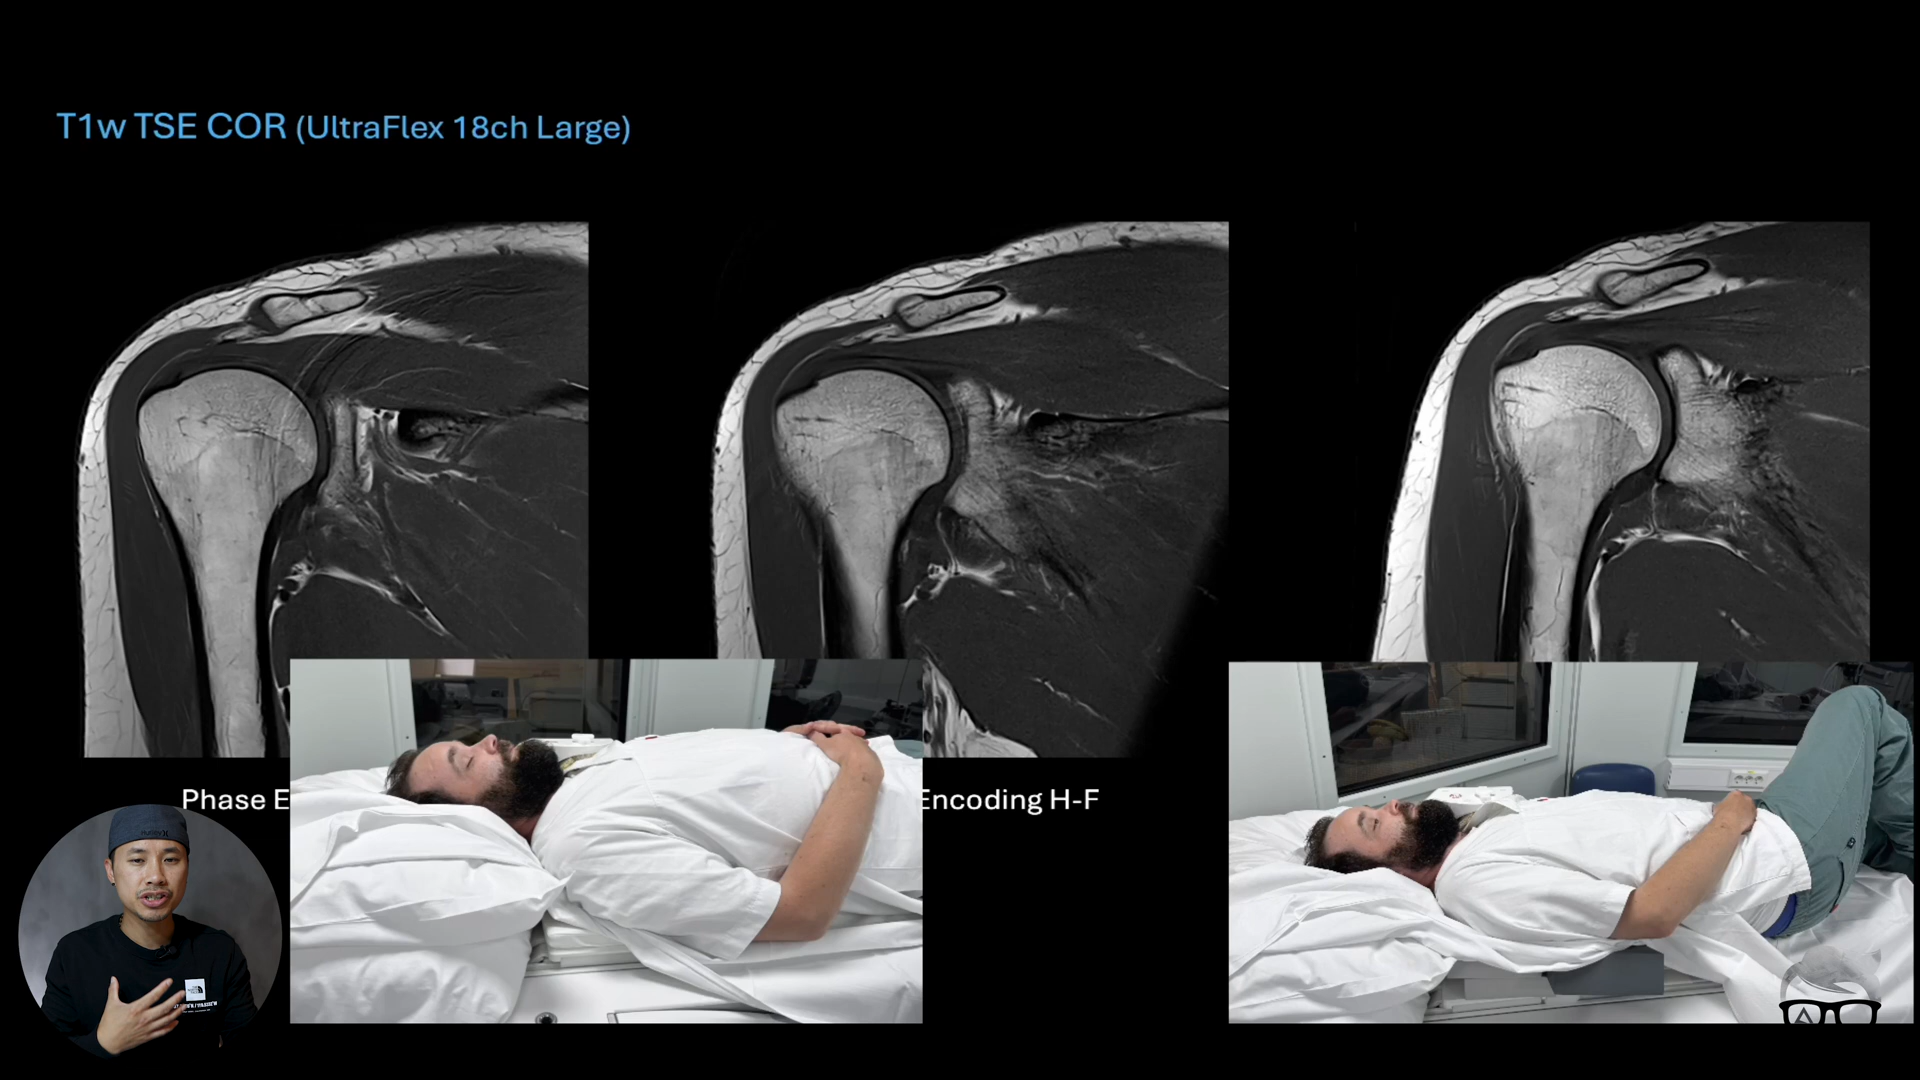 T1w TSE COR (UltraFlex 18ch Large)
Phase E
Encoding H-F